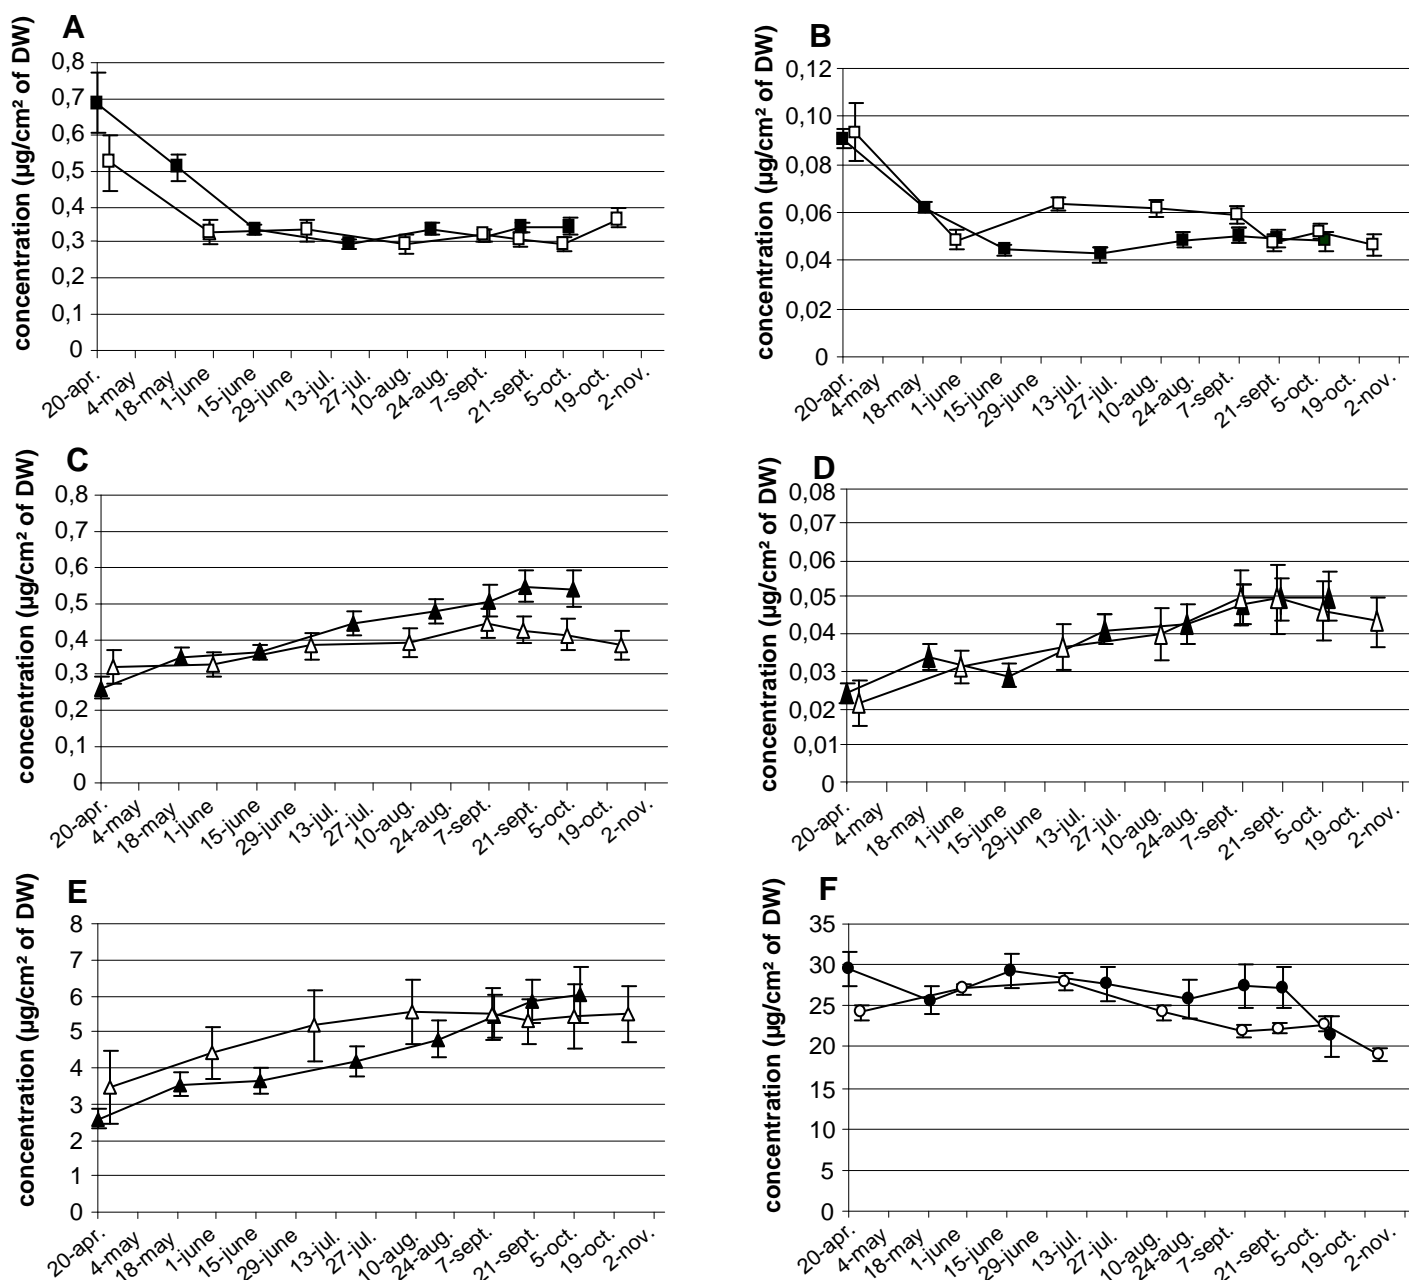 A
concentration (µg/cm² of DW)
0,8
0,7
0,6
0,5
0,4
0,3
0,2
0,1
0
20-apr.
4-may
18-may
1-june
15-june
29-june
13-jul.
27-jul.
10-aug.
24-aug.
7-sept.
21-sept.
5-oct.
19-oct.
2-nov.
B
concentration (µg/cm² of DW)
0,12
0,10
0,08
0,06
0,04
0,02
0
20-apr.
4-may
18-may
1-june
15-june
29-june
13-jul.
27-jul.
10-aug.
24-aug.
7-sept.
21-sept.
5-oct.
19-oct.
2-nov.
C
concentration (µg/cm² of DW)
0,8
0,7
0,6
0,5
0,4
0,3
0,2
0,1
0
20-apr.
4-may
18-may
1-june
15-june
29-june
13-jul.
27-jul.
10-aug.
24-aug.
7-sept.
21-sept.
5-oct.
19-oct.
2-nov.
D
concentration (µg/cm² of DW)
0,08
0,07
0,06
0,05
0,04
0,03
0,02
0,01
0
20-apr.
4-may
18-may
1-june
15-june
29-june
13-jul.
27-jul.
10-aug.
24-aug.
7-sept.
21-sept.
5-oct.
19-oct.
2-nov.
E
concentration (µg/cm² of DW)
8
7
6
5
4
3
2
1
0
20-apr.
4-may
18-may
1-june
15-june
29-june
13-jul.
27-jul.
10-aug.
24-aug.
7-sept.
21-sept.
5-oct.
19-oct.
2-nov.
F
concentration (µg/cm² of DW)
35
30
25
20
15
10
5
0
20-apr.
4-may
18-may
1-june
15-june
29-june
13-jul.
27-jul.
10-aug.
24-aug.
7-sept.
21-sept.
5-oct.
19-oct.
2-nov.